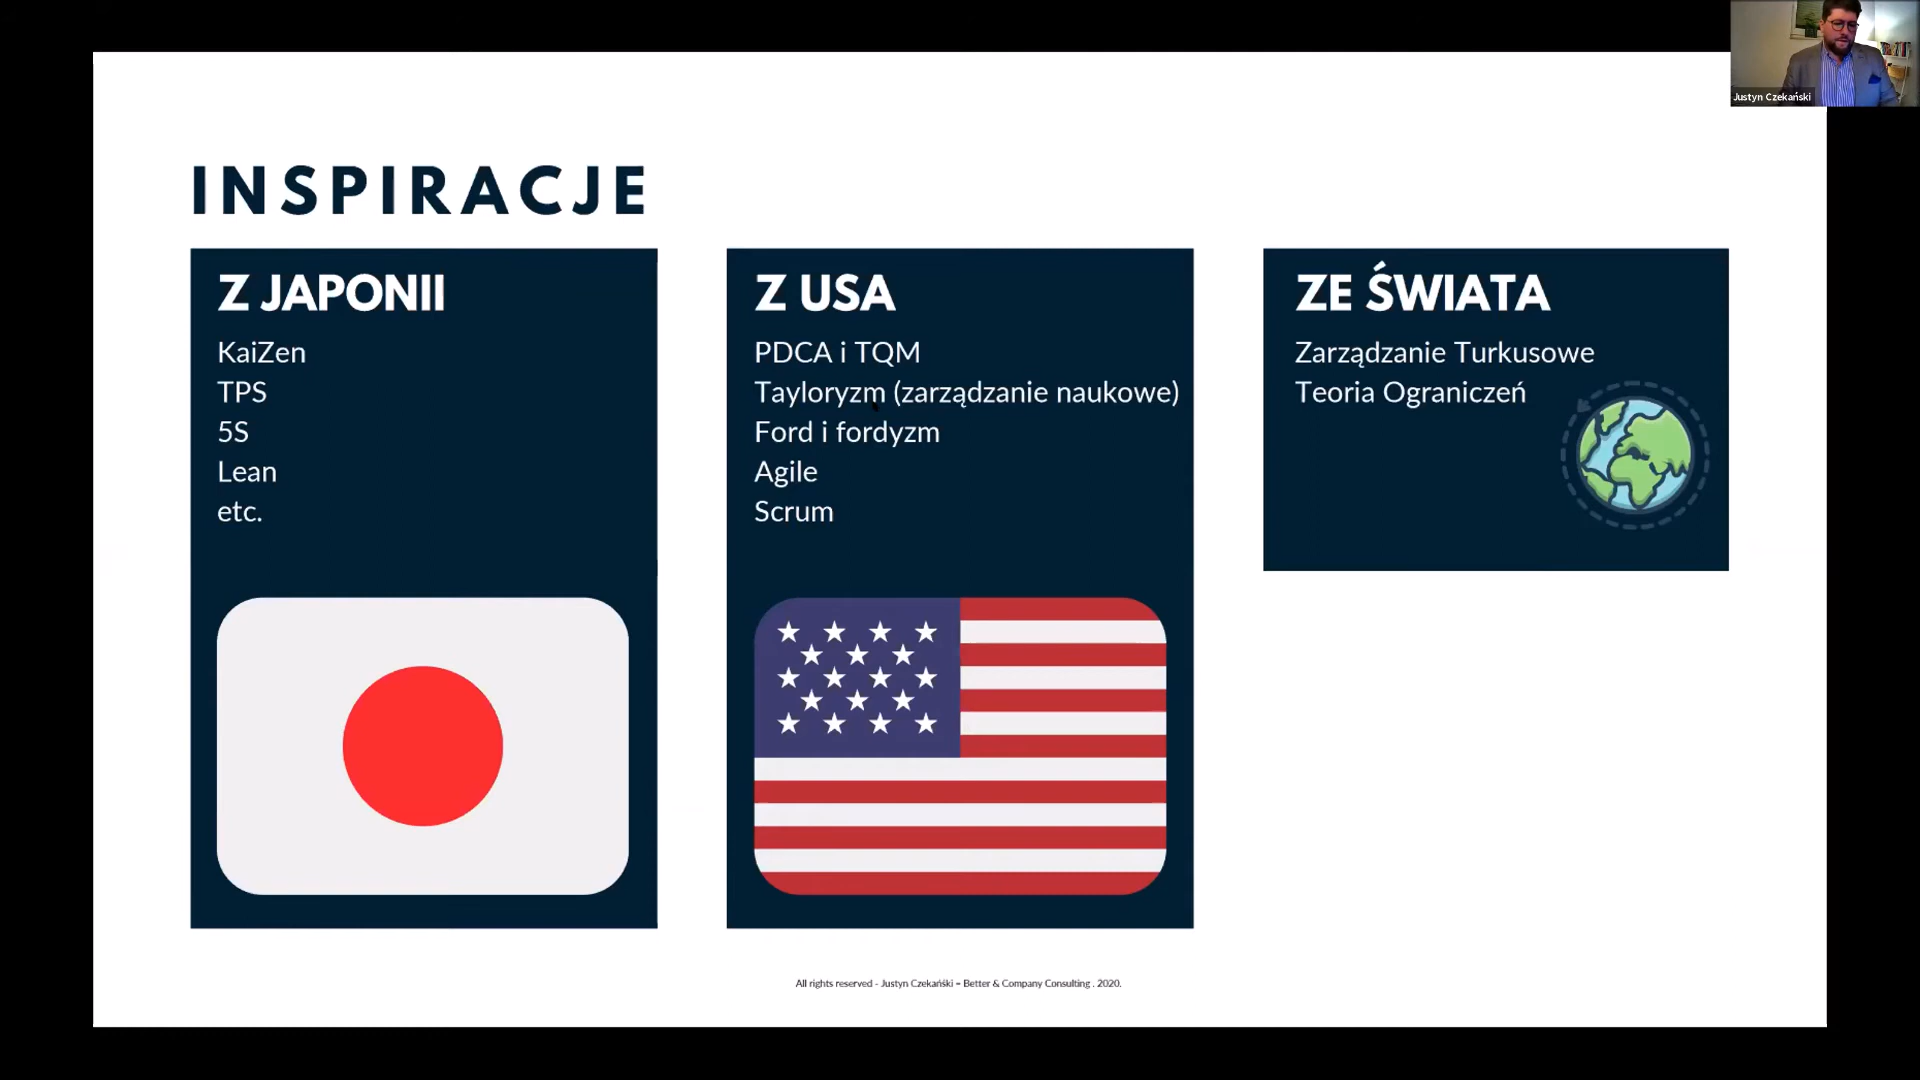 Justyn Czekański
INSPIRACJE
Z JAPONII
KaiZen
TPS
5S
Lean
etc.
Z USA
PDCA i TQM
Tayloryzm (zarządzanie naukowe)
Ford i fordyzm
Agile
Scrum
ZE ŚWIATA
Zarządzanie Turkusowe
Teoria Ograniczeń
All rights reserved - Justyn Czekański – Better & Company Consulting . 2020.